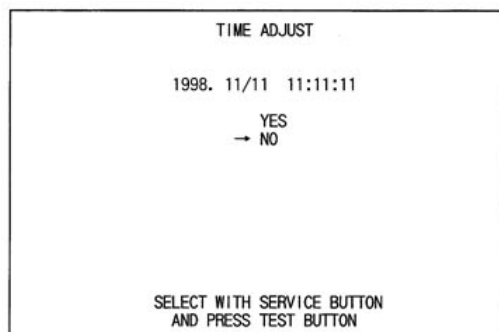 TIME ADJUST
1998. 11/11 11:11:11
YES
→ NO
SELECT WITH SERVICE BUTTON
AND PRESS TEST BUTTON